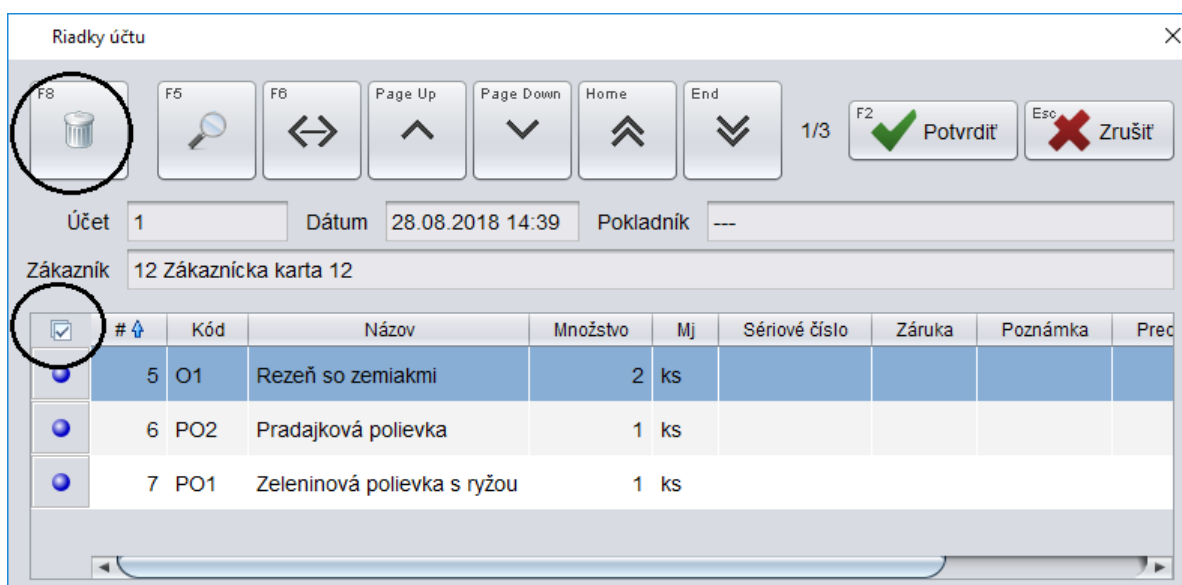 Riadky účtu
F8 F5 F6 Page Up Page Down Home End 1/3 F2 Potvrdiť Esc Zrušiť
Účet 1 Dátum 28.08.2018 14:39 Pokladník ---
Zákazník 12 Zákaznícka karta 12
# Kód Názov Množstvo Mj Sériové číslo Záruka Poznámka Pred
5 O1 Rezeň so zemiakmi 2 ks
6 PO2 Pradajková polievka 1 ks
7 PO1 Zeleninová polievka s ryžou 1 ks